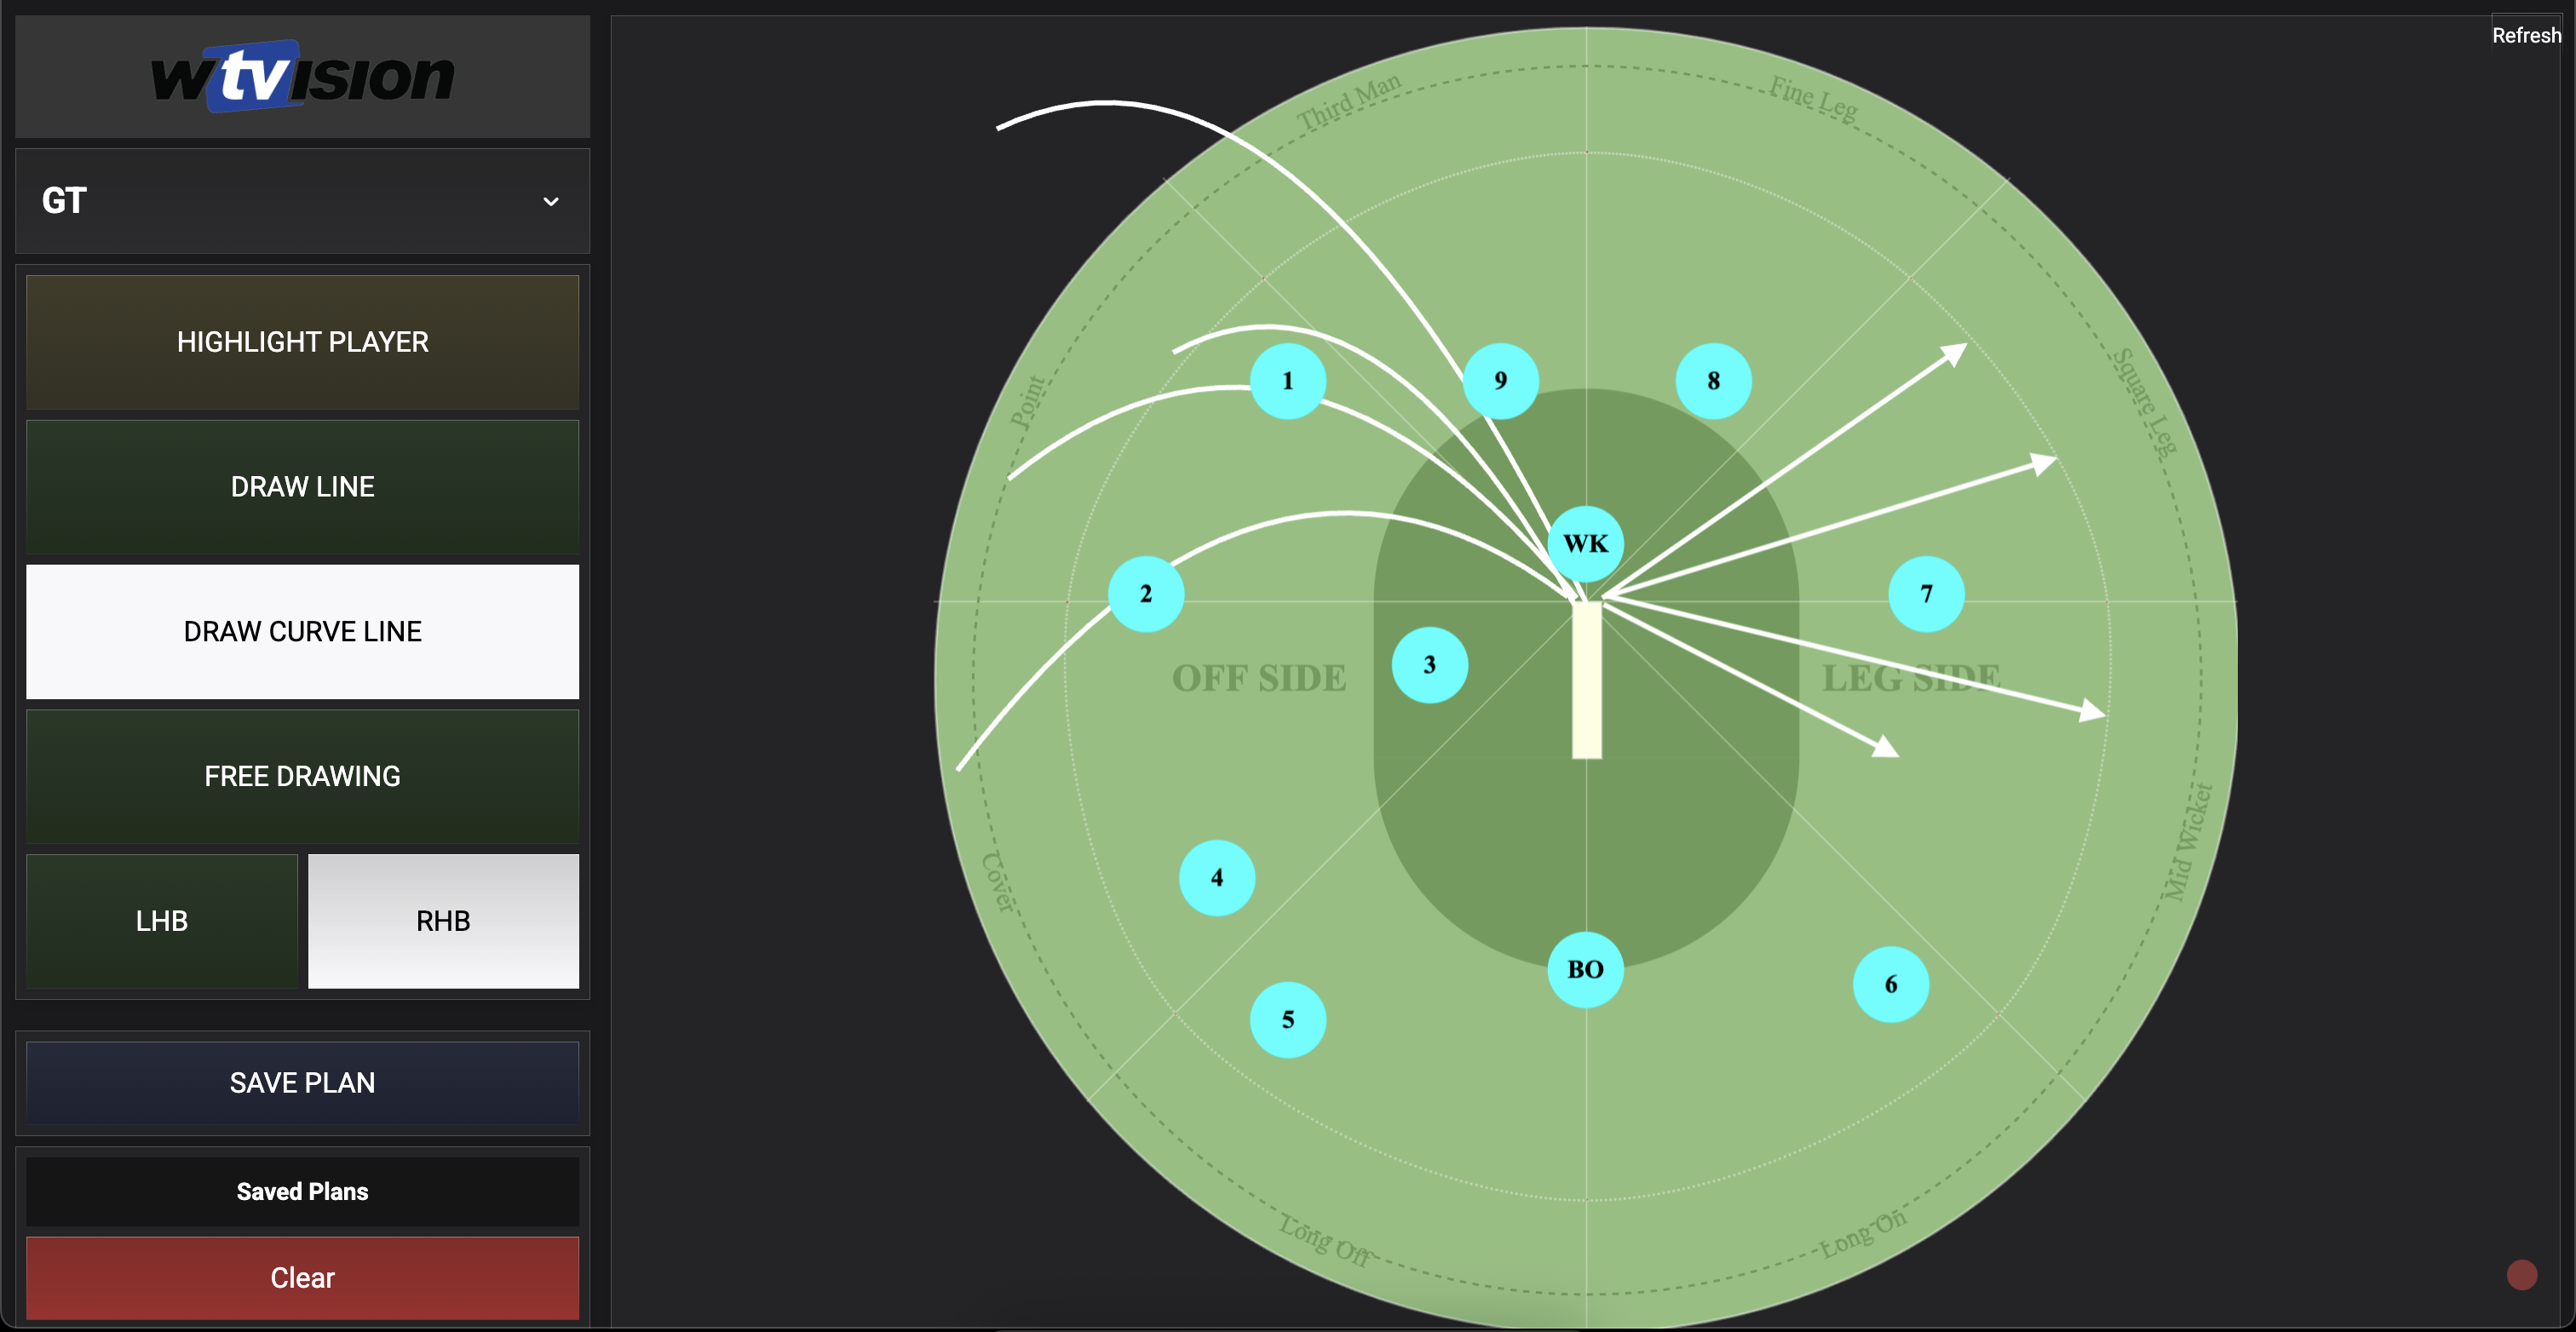 wtvision
GT
HIGHLIGHT PLAYER
DRAW LINE
DRAW CURVE LINE
FREE DRAWING
LHB
RHB
SAVE PLAN
Saved Plans
Clear
Refresh
Third Man
Fine Leg
Point
Square Leg
1
9
8
WK
2
7
3
OFF SIDE
LEG SIDE
4
Cover
Mid Wicket
BO
6
5
Long Off
Long On